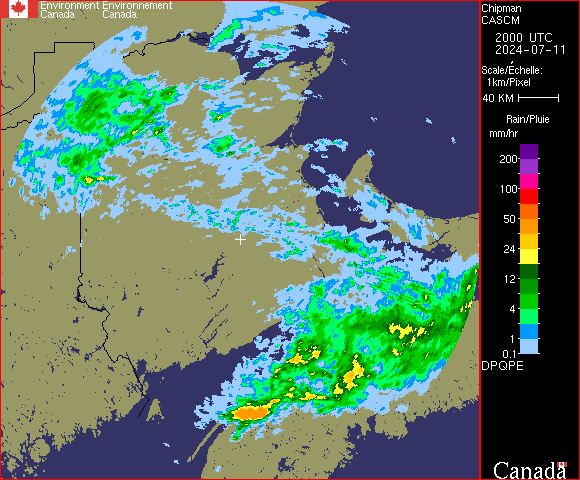 Environment Environnement
Canada Canada
Chipman
CASCM
2000 UTC
2024-07-11
Scale/Échelle:
1km/Pixel
40 KM
Rain/Pluie
mm/hr
200
100
50
24
12
4
1
0.1
DPQPE
Canada